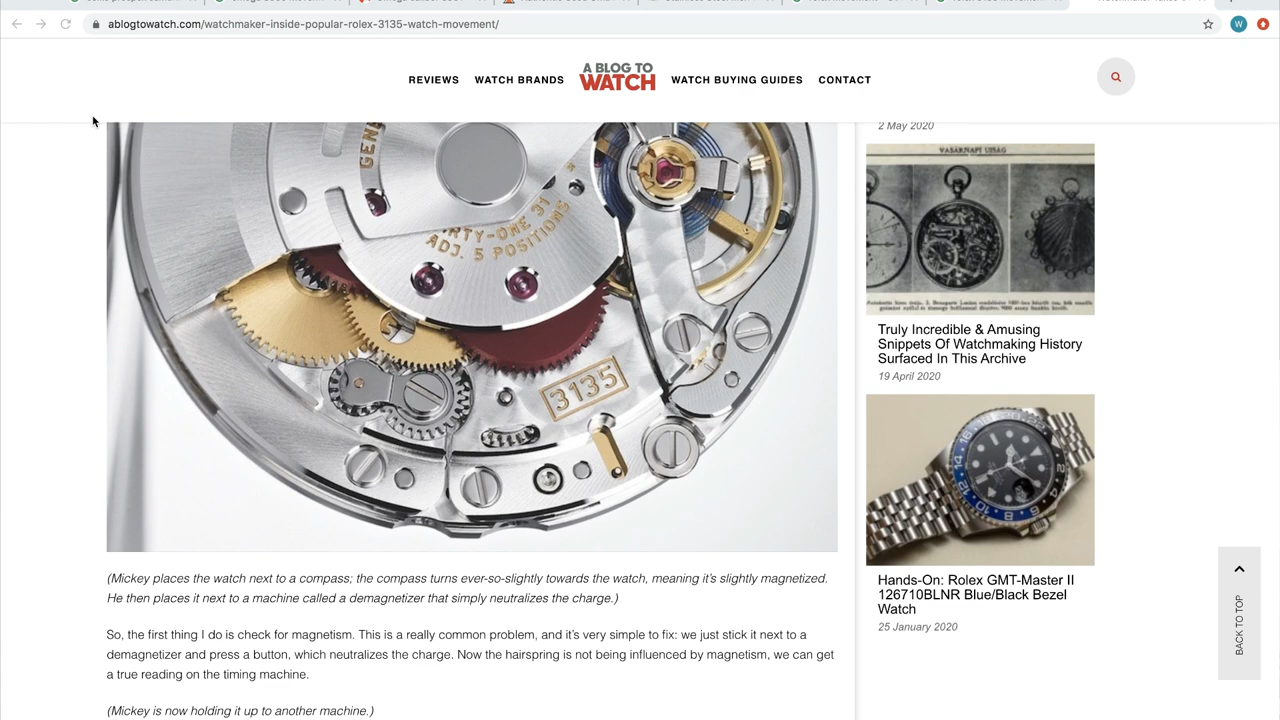 ablogtowatch.com/watchmaker-inside-popular-rolex-3135-watch-movement/
W
REVIEWS WATCH BRANDS A BLOG TO WATCH WATCH BUYING GUIDES CONTACT
ADJ. 5 POSITIONS
3135
(Mickey places the watch next to a compass; the compass turns ever-so-slightly towards the watch, meaning it's slightly magnetized.
He then places it next to a machine called a demagnetizer that simply neutralizes the charge.)
So, the first thing I do is check for magnetism. This is a really common problem, and it's very simple to fix: we just stick it next to a
demagnetizer and press a button, which neutralizes the charge. Now the hairspring is not being influenced by magnetism, we can get
a true reading on the timing machine.
(Mickey is now holding it up to another machine.)
2 May 2020
VASÁRNAPI UJSÁG
Truly Incredible & Amusing
Snippets Of Watchmaking History
Surfaced In This Archive
19 April 2020
Hands-On: Rolex GMT-Master II
126710BLNR Blue/Black Bezel
Watch
25 January 2020
BACK TO TOP